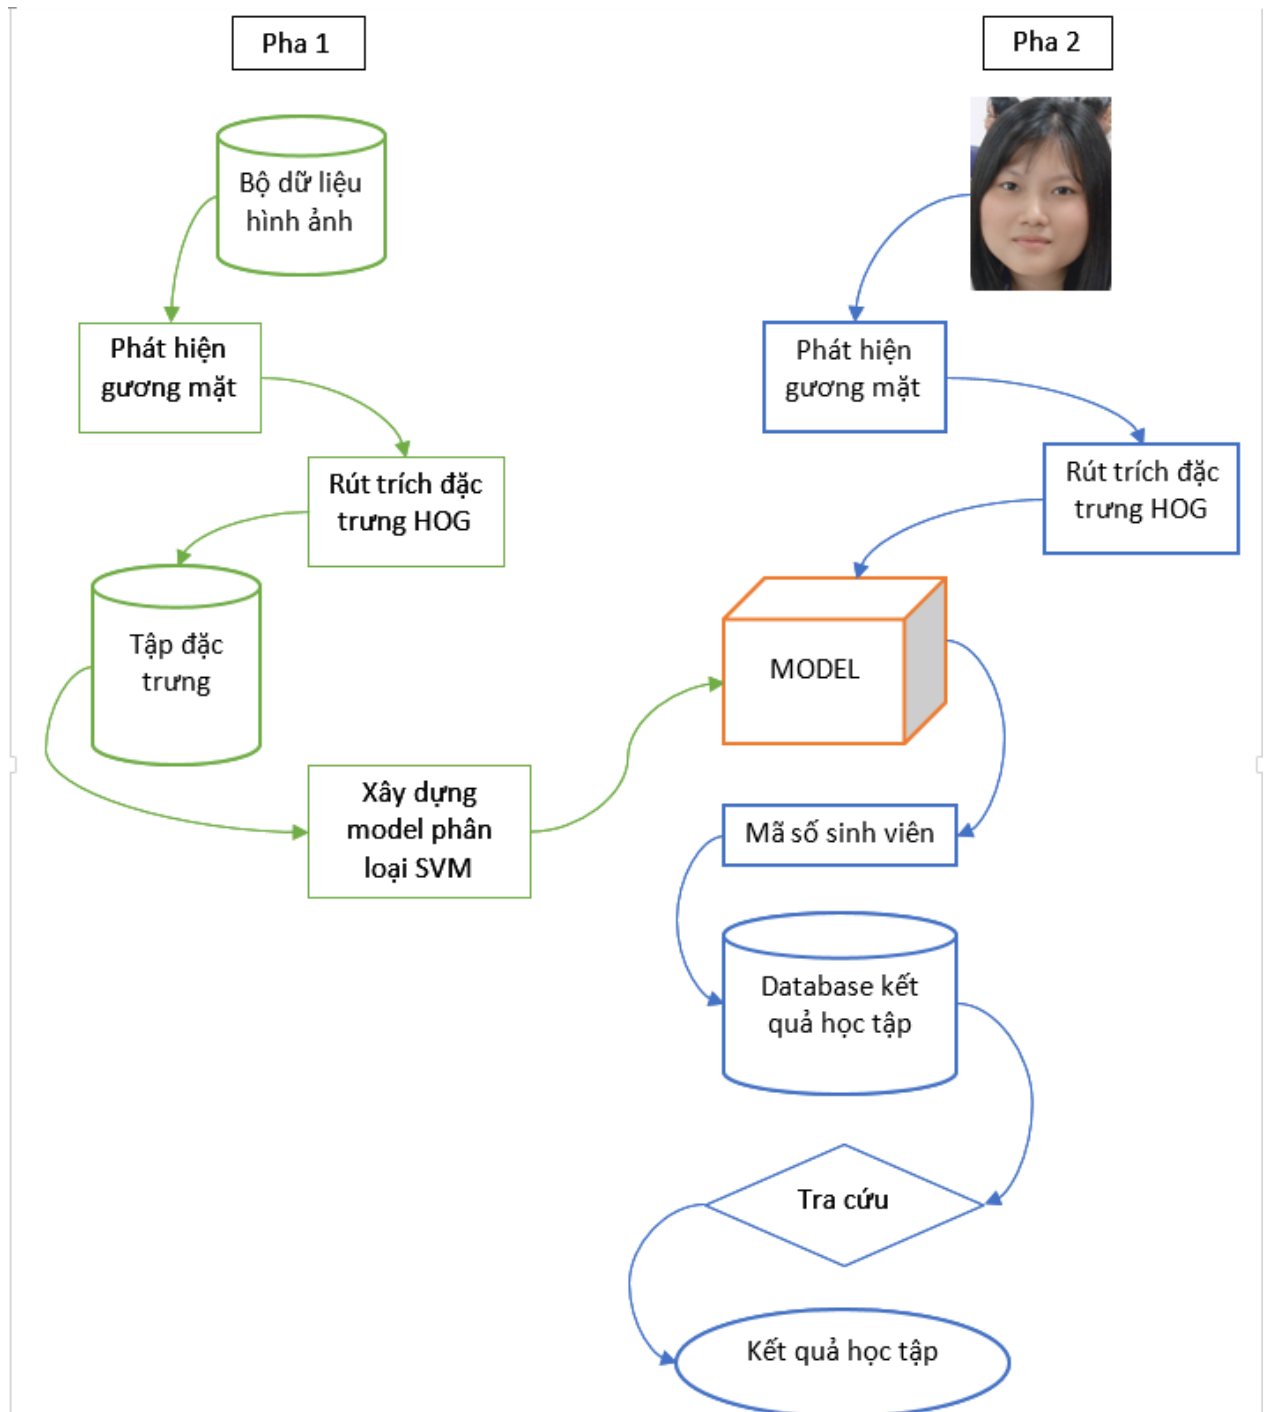 Pha 1
Bộ dữ liệu
hình ảnh
Phát hiện
gương mặt
Rút trích đặc
trưng HOG
Tập đặc
trưng
Xây dựng
model phân
loại SVM
Pha 2
Phát hiện
gương mặt
Rút trích đặc
trưng HOG
MODEL
Mã số sinh viên
Database kết
quả học tập
Tra cứu
Kết quả học tập